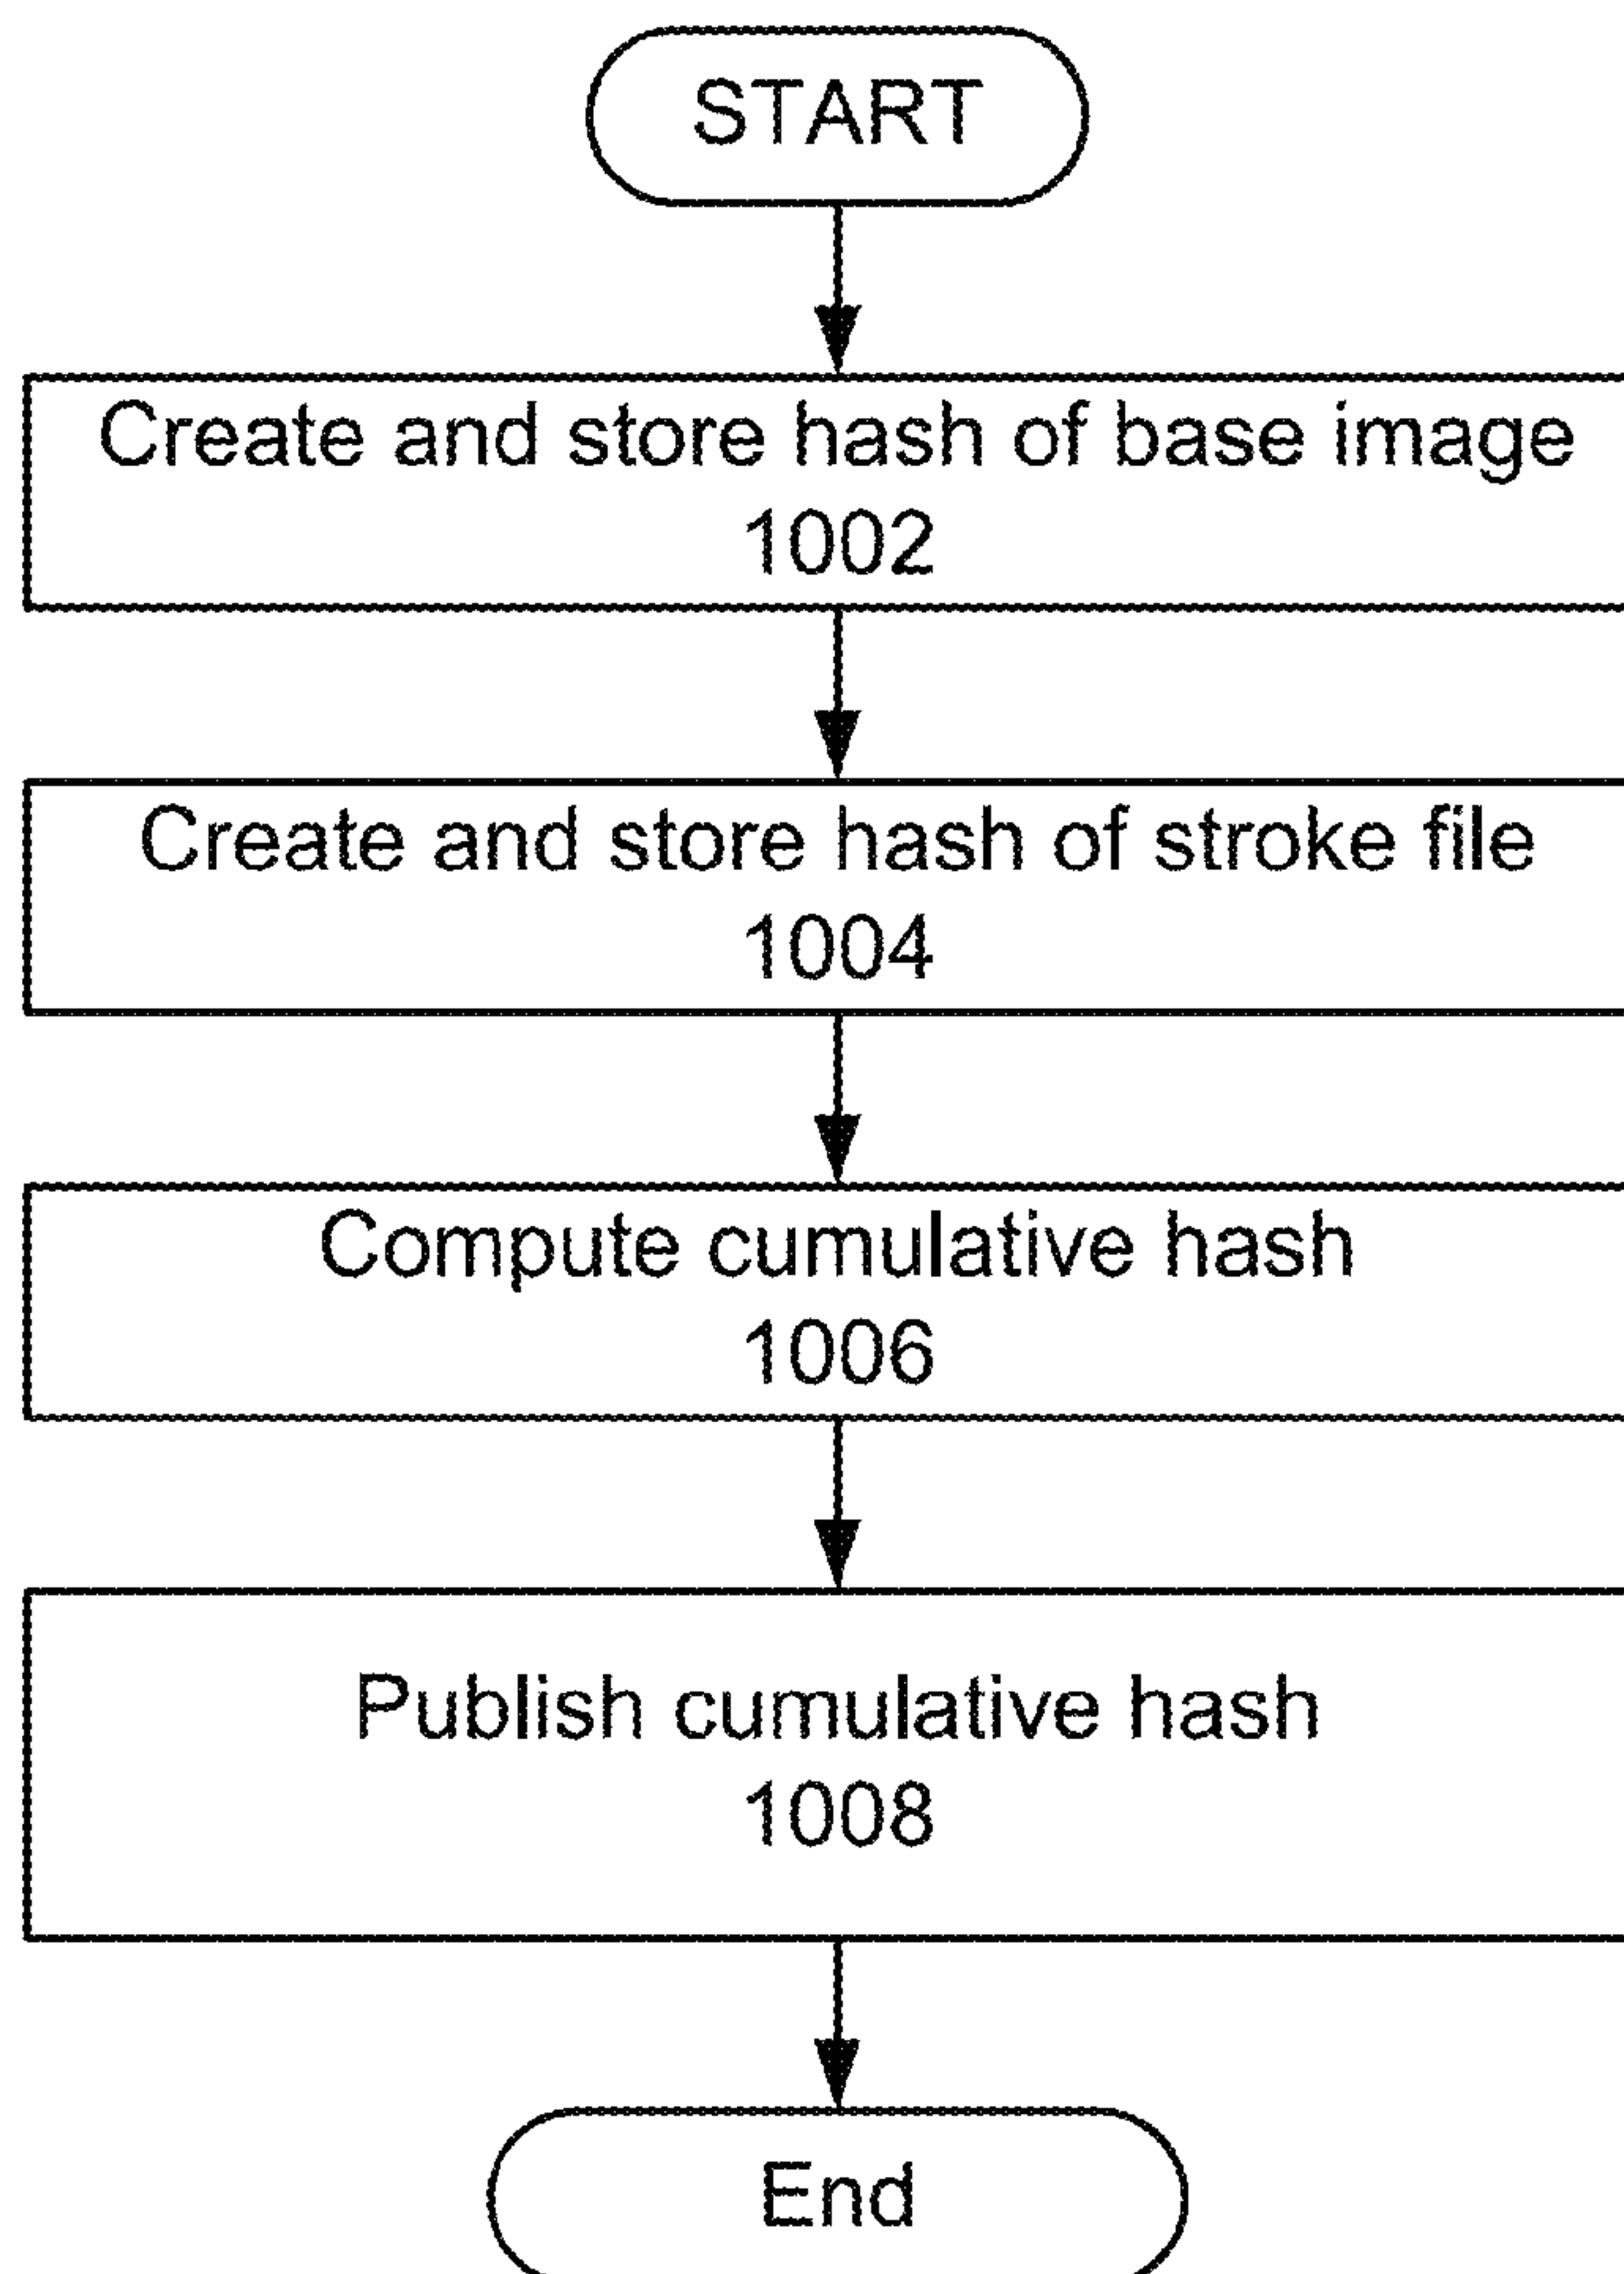 START
Create and store hash of base image
1002
Create and store hash of stroke file
1004
Compute cumulative hash
1006
Publish cumulative hash
1008
End